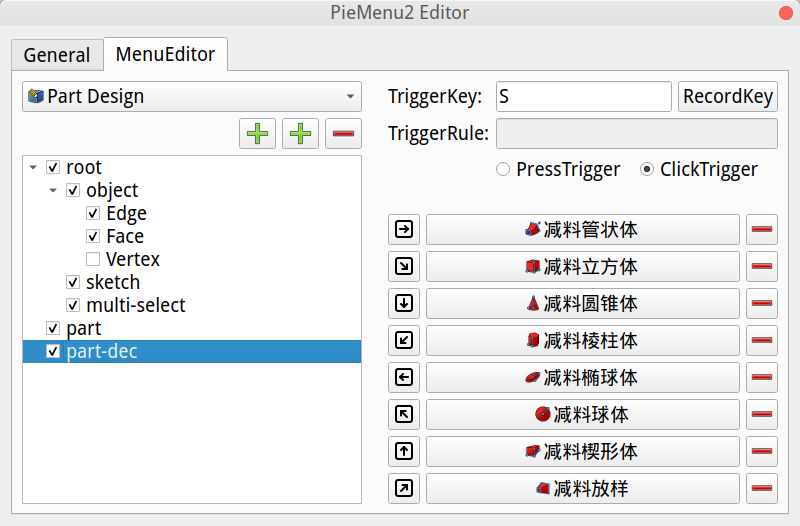 PieMenu2 Editor
General
MenuEditor
Part Design
TriggerKey:
S
RecordKey
TriggerRule:
PressTrigger
ClickTrigger
root
object
Edge
Face
Vertex
sketch
multi-select
part
part-dec
减料管状体
减料立方体
减料圆锥体
减料棱柱体
减料椭球体
减料球体
减料楔形体
减料放样